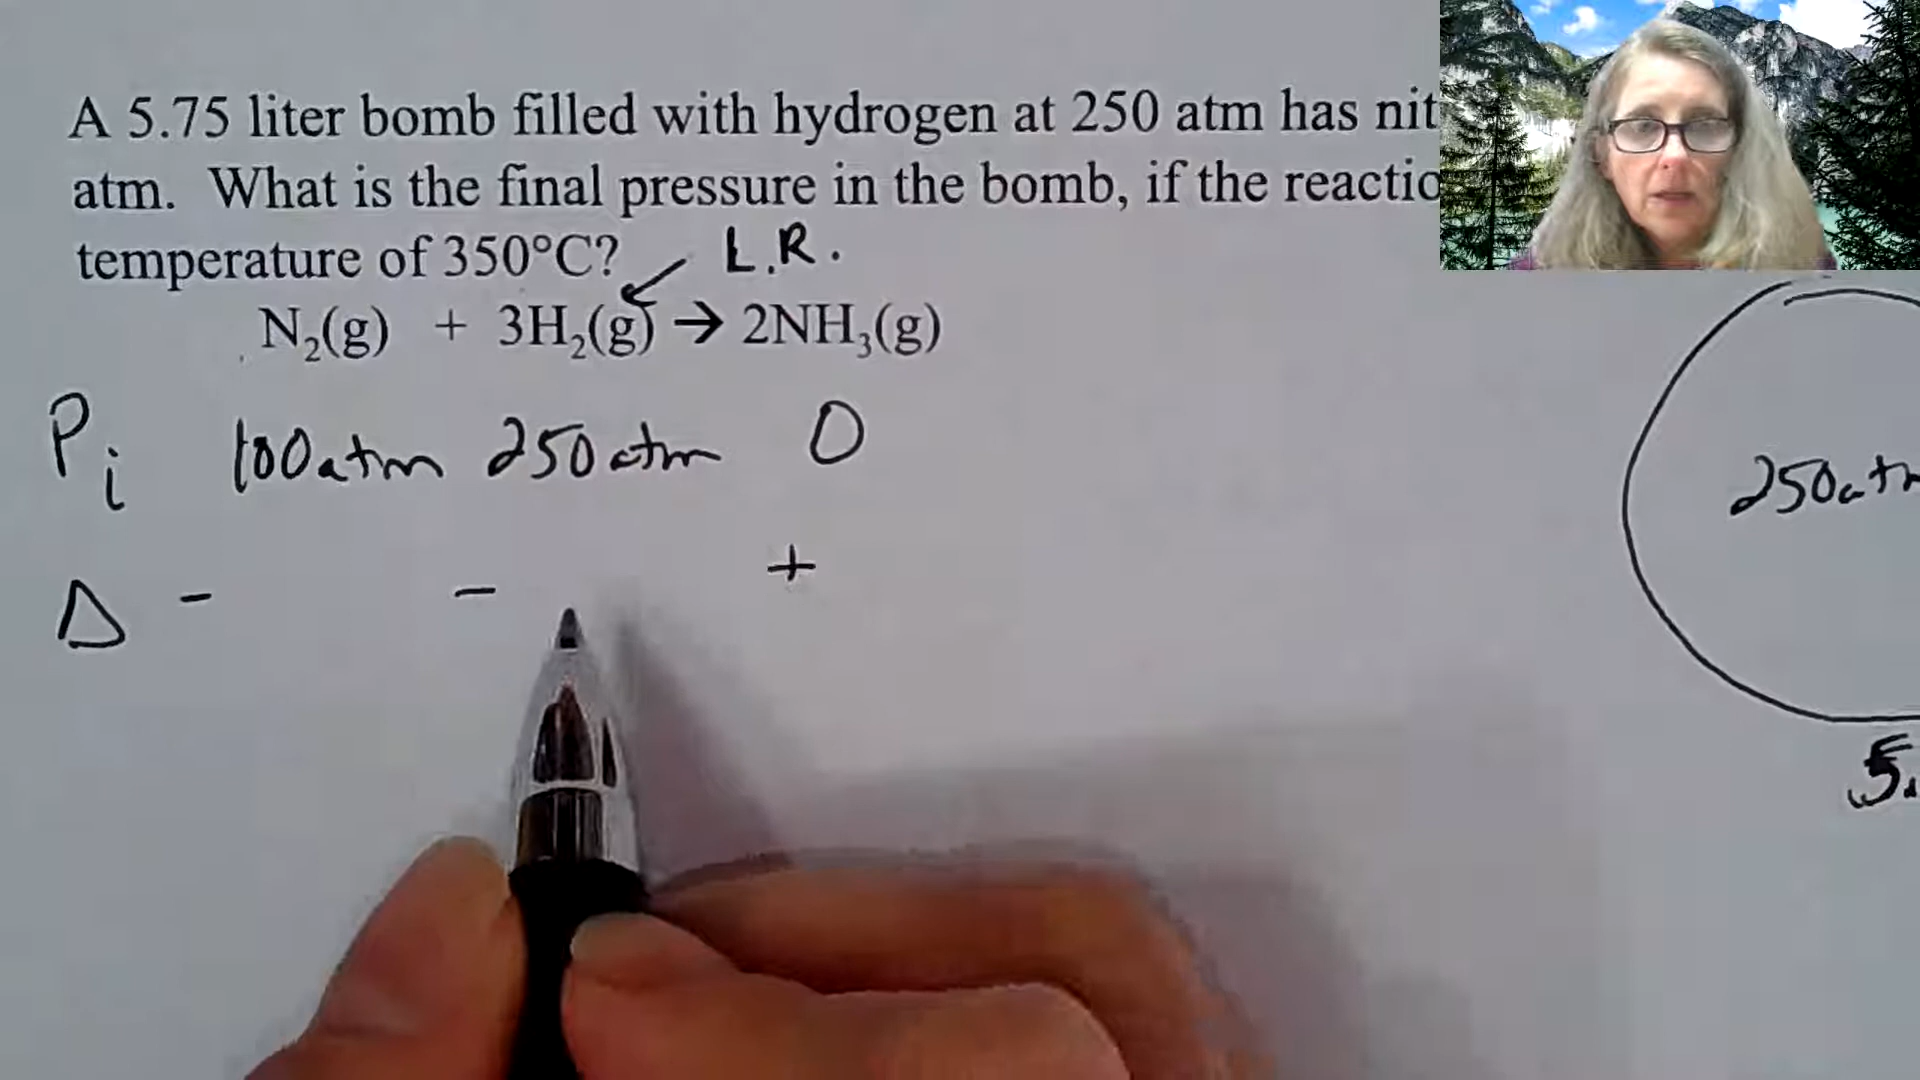 A 5.75 liter bomb filled with hydrogen at 250 atm has nit
atm. What is the final pressure in the bomb, if the reactio
temperature of 350°C? L.R.
N₂(g) + 3H₂(g) → 2NH₃(g)
Pi 100atm 250atm 0
250atm
Δ - - +
5.